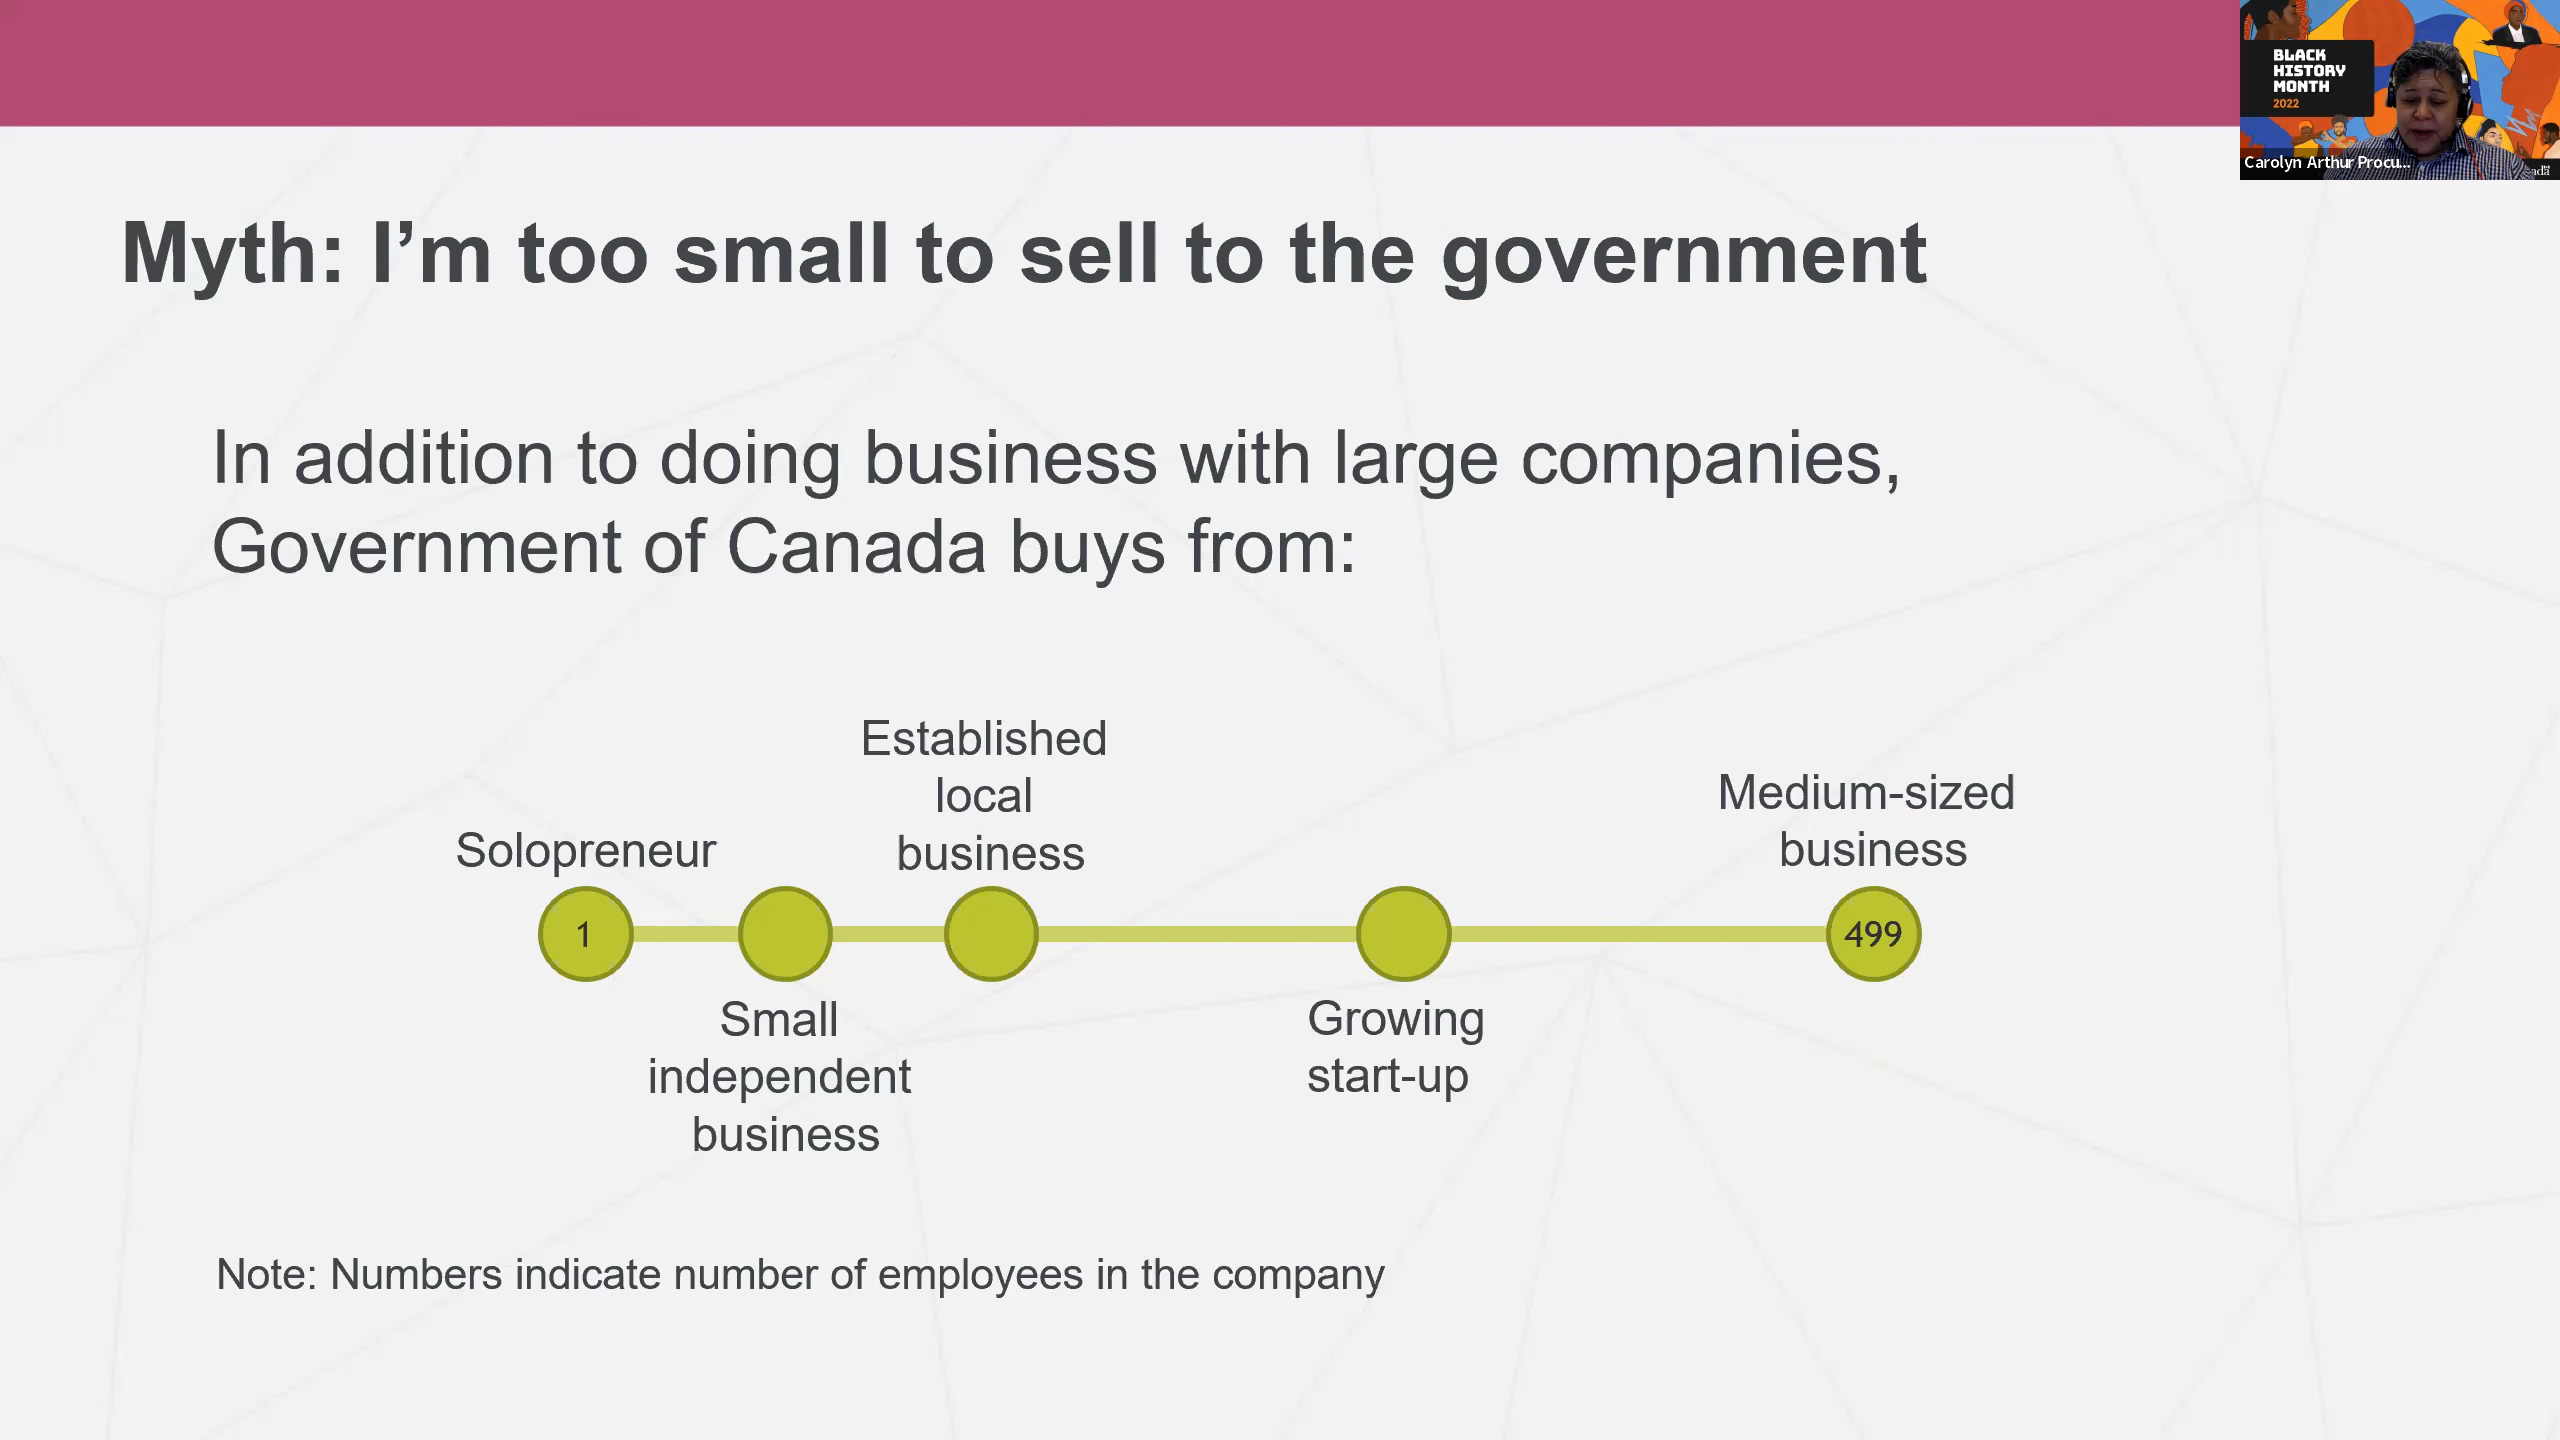 BLACK
HISTORY
MONTH
2022
Carolyn Arthur Procu...
Myth: I’m too small to sell to the government
In addition to doing business with large companies,
Government of Canada buys from:
Solopreneur
Established
local
business
Medium-sized
business
1
499
Small
independent
business
Growing
start-up
Note: Numbers indicate number of employees in the company